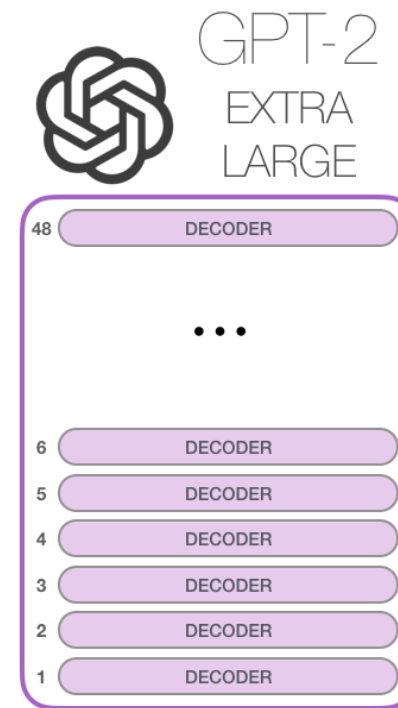 GPT-2
EXTRA
LARGE
48 DECODER
...
6 DECODER
5 DECODER
4 DECODER
3 DECODER
2 DECODER
1 DECODER